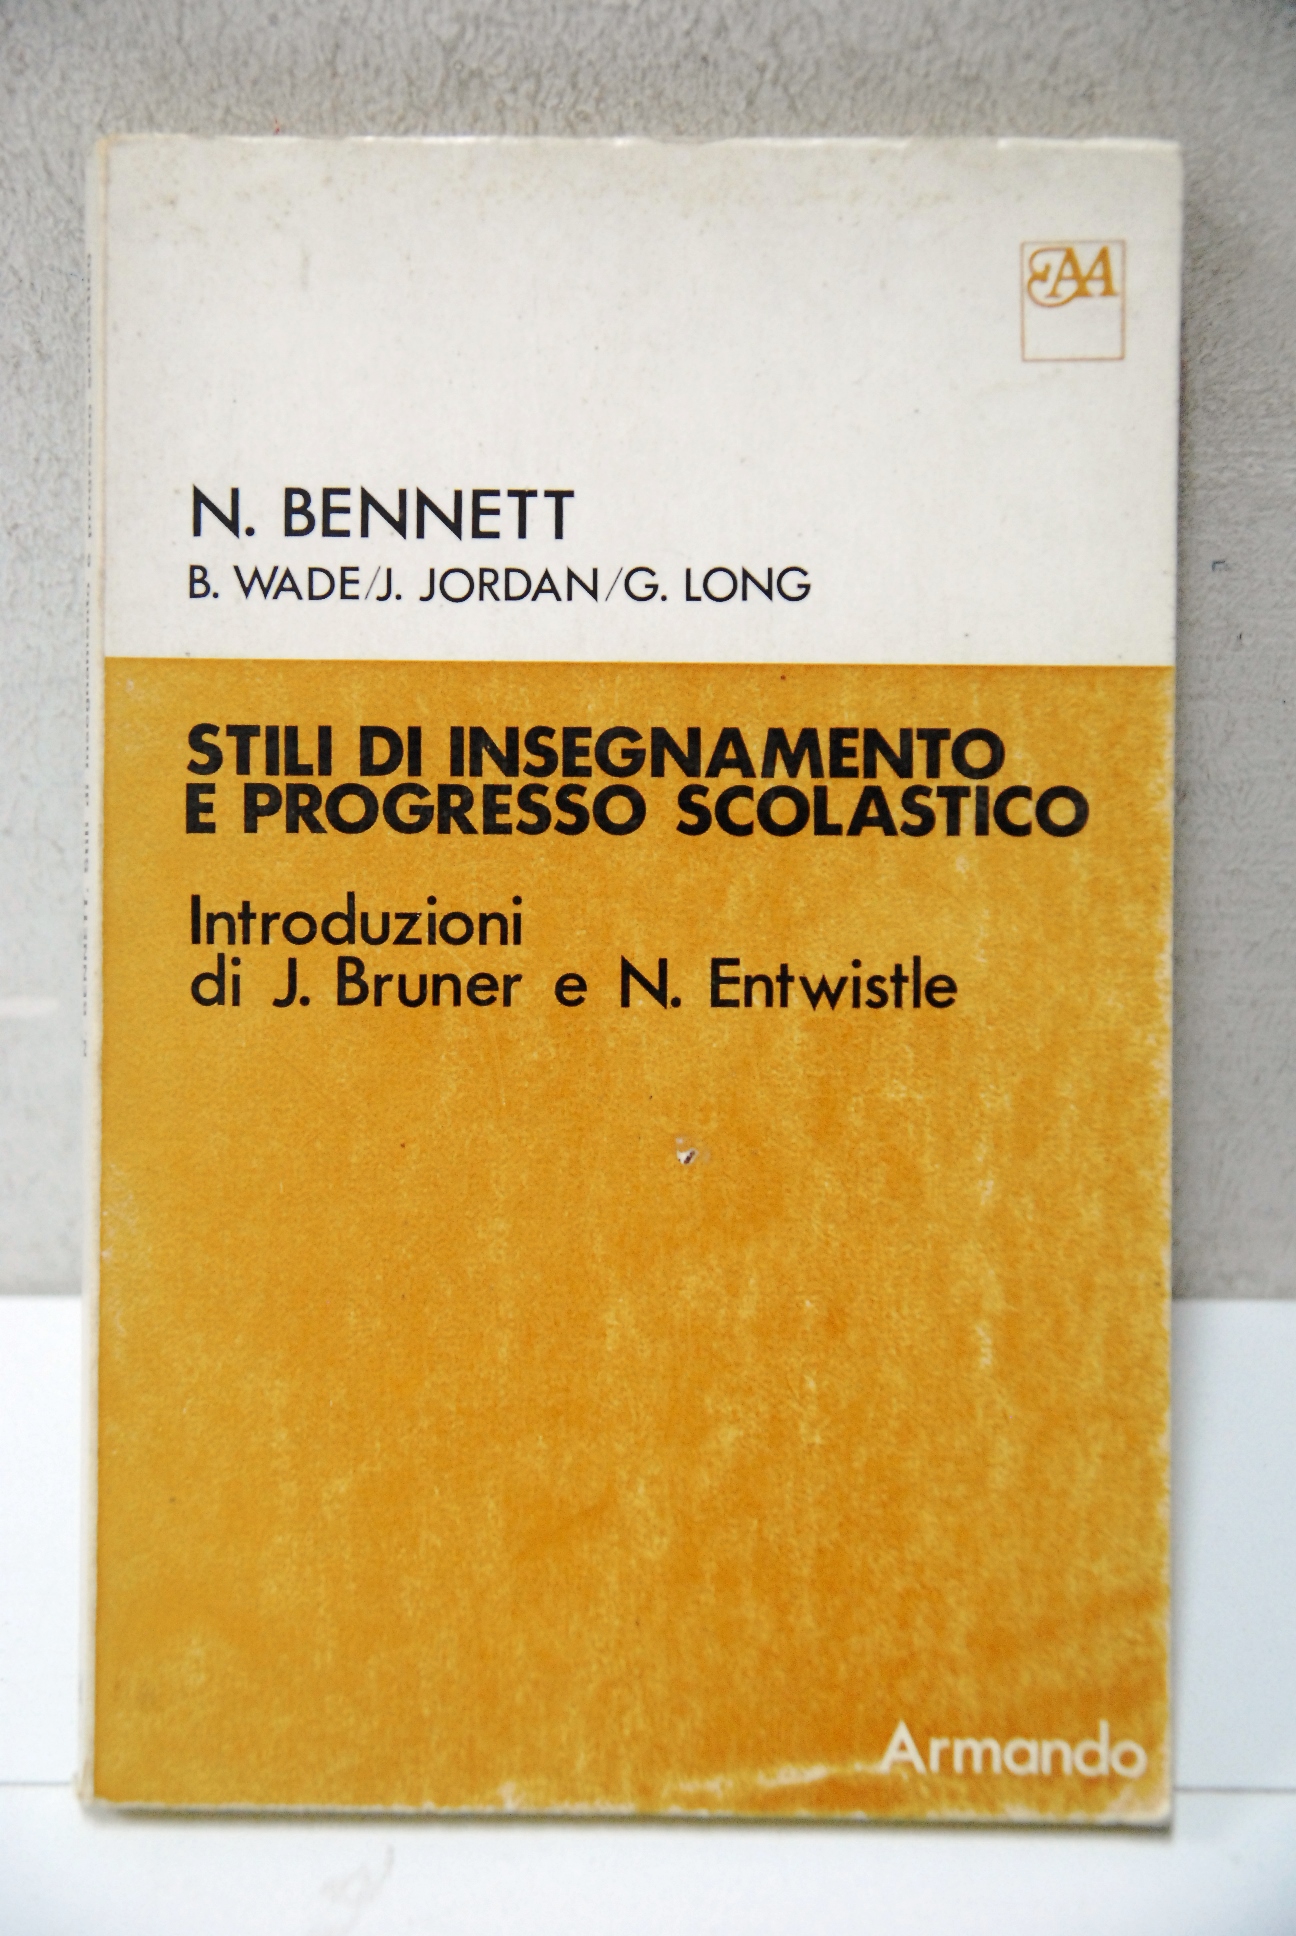 EAA
N. BENNETT
B. WADE/J. JORDAN/G. LONG
STILI DI INSEGNAMENTO
E PROGRESSO SCOLASTICO
Introduzioni
di J. Bruner e N. Entwistle
Armando